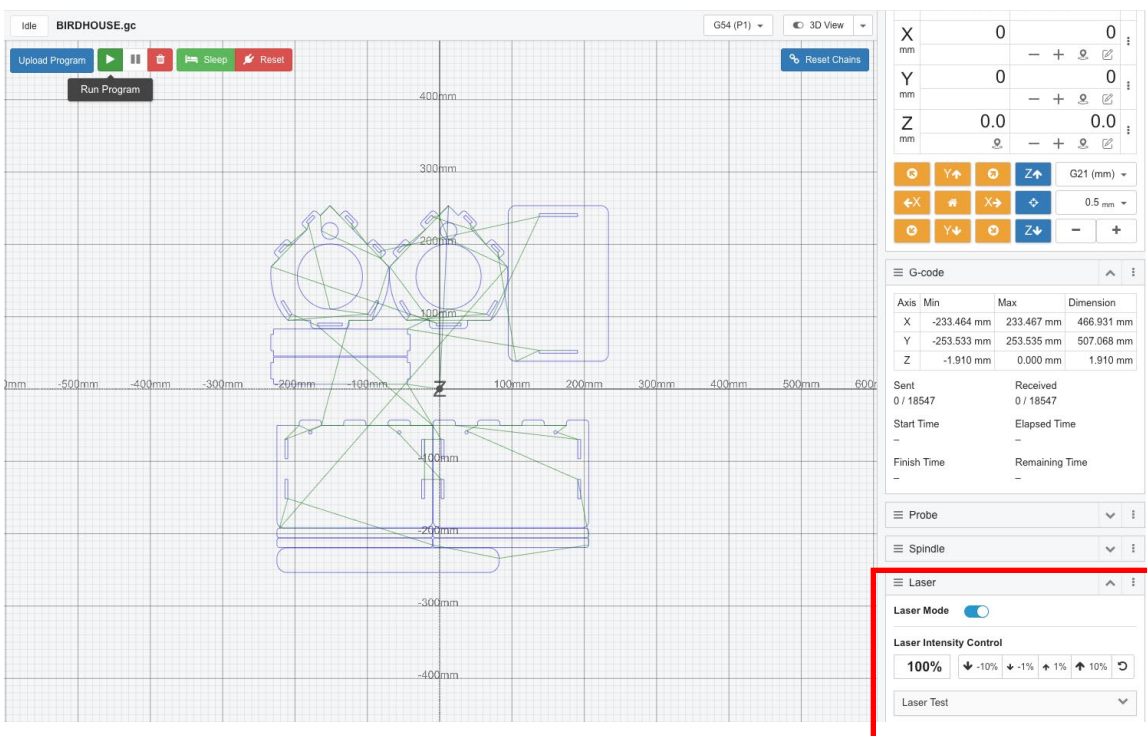 Idle BIRDHOUSE.gc G54 (P1) 3D View
Upload Program Sleep Reset Reset Chains
Run Program
400mm
300mm
200mm
100mm
-500mm -400mm -300mm -200mm -100mm Z 100mm 200mm 300mm 400mm 500mm
-100mm
-200mm
-300mm
-400mm
X 0 0
mm
Y 0 0
mm
Z 0.0 0.0
mm
Y Z G21 (mm)
X X 0.5 mm
Y Z
G-code
Axis Min Max Dimension
X -233.464 mm 233.467 mm 466.931 mm
Y -253.533 mm 253.535 mm 507.068 mm
Z -1.910 mm 0.000 mm 1.910 mm
Sent Received
0 / 18547 0 / 18547
Start Time Elapsed Time
– –
Finish Time Remaining Time
– –
Probe
Spindle
Laser
Laser Mode
Laser Intensity Control
100% -10% -1% 1% 10%
Laser Test